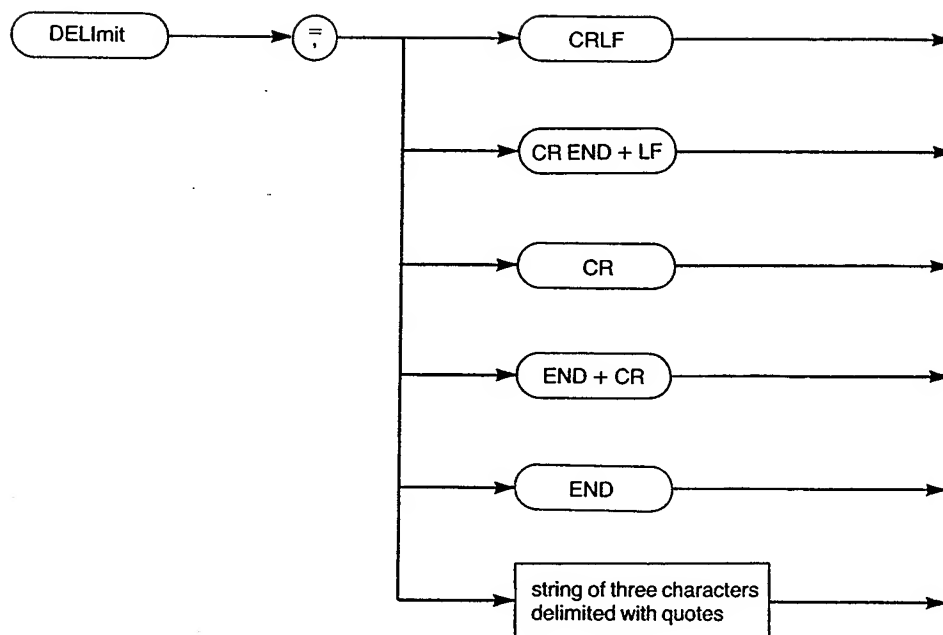 DELImit
=
,
CRLF
CR END + LF
CR
END + CR
END
string of three characters
delimited with quotes